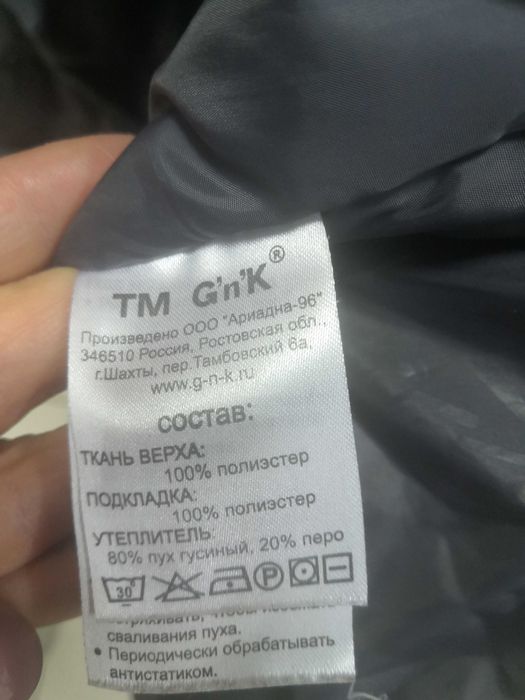 ТМ G'n'K®
Произведено ООО "Ариадна-96"
346510 Россия, Ростовская обл.,
г.Шахты, пер.Тамбовский 6а,
www.g-n-k.ru
состав:
ТКАНЬ ВЕРХА:
100% полиэстер
ПОДКЛАДКА:
100% полиэстер
УТЕПЛИТЕЛЬ:
80% пух гусиный, 20% перо
30° P
сваливания пуха.
• Периодически обрабатывать
антистатиком.